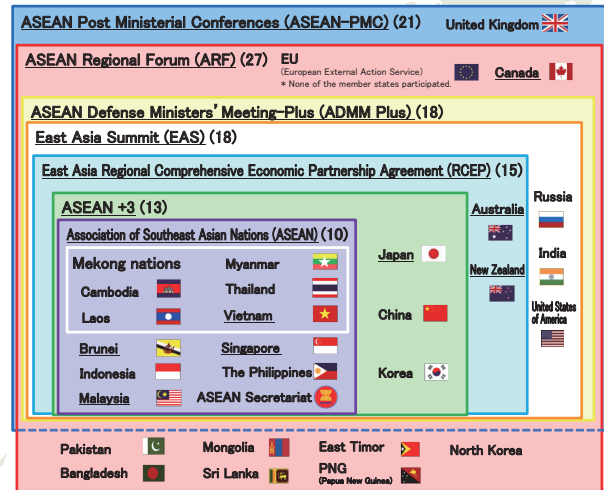 ASEAN Post Ministerial Conferences (ASEAN-PMC) (21)
United Kingdom
ASEAN Regional Forum (ARF) (27)
EU
(European External Action Service)
* None of the member states participated.
Canada
ASEAN Defense Ministers' Meeting-Plus (ADMM Plus) (18)
East Asia Summit (EAS) (18)
East Asia Regional Comprehensive Economic Partnership Agreement (RCEP) (15)
ASEAN +3 (13)
Association of Southeast Asian Nations (ASEAN) (10)
Mekong nations
Myanmar
Cambodia
Thailand
Laos
Vietnam
Brunei
Singapore
Indonesia
The Philippines
Malaysia
ASEAN Secretariat
Japan
China
Korea
Australia
New Zealand
Russia
India
United States
of America
Pakistan
Mongolia
East Timor
North Korea
Bangladesh
Sri Lanka
PNG
(Papua New Guinea)